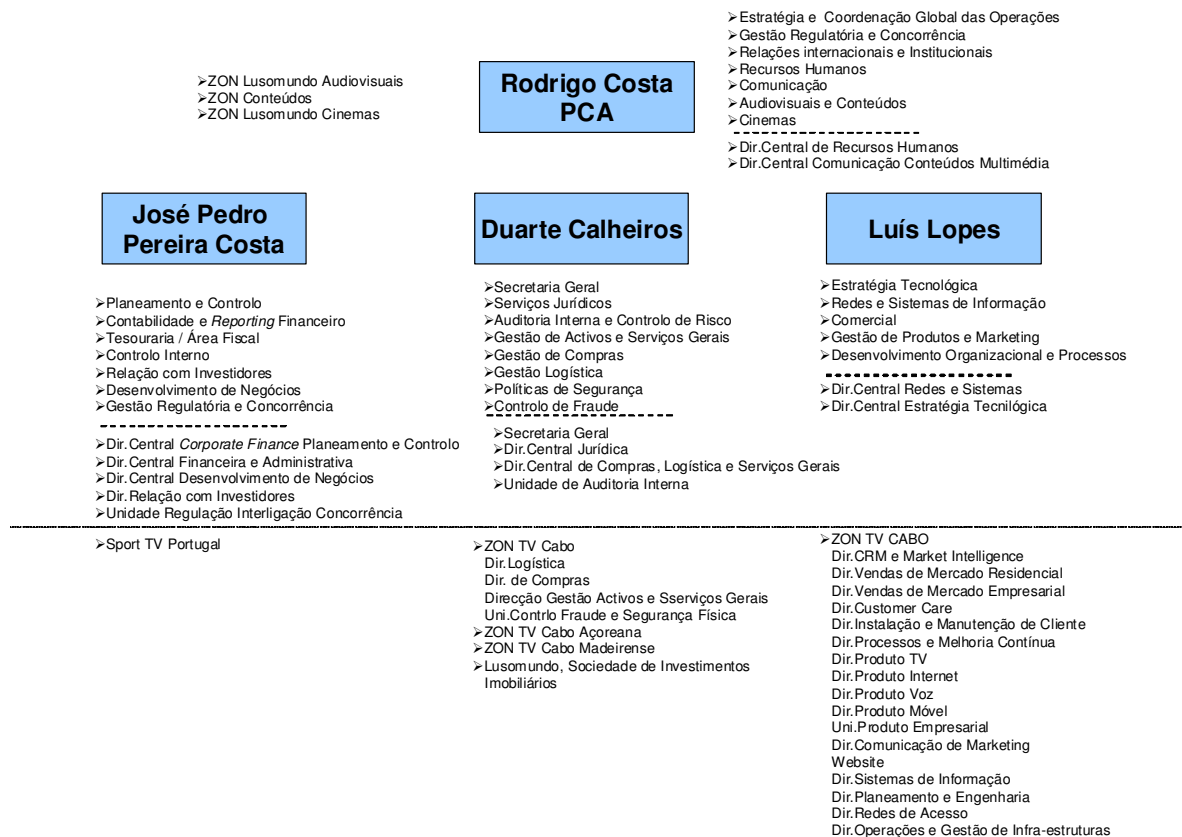 ➢Estratégia e Coordenação Global das Operações
➢Gestão Regulatória e Concorrência
➢Relações internacionais e Institucionais
➢Recursos Humanos
➢Comunicação
➢Audiovisuais e Conteúdos
➢Cinemas
➢Dir.Central de Recursos Humanos
➢Dir.Central Comunicação Conteúdos Multimédia
➢ZON Lusomundo Audiovisuais
➢ZON Conteúdos
➢ZON Lusomundo Cinemas
Rodrigo Costa
PCA
José Pedro
Pereira Costa
➢Planeamento e Controlo
➢Contabilidade e Reporting Financeiro
➢Tesouraria / Área Fiscal
➢Controlo Interno
➢Relação com Investidores
➢Desenvolvimento de Negócios
➢Gestão Regulatória e Concorrência
➢Dir.Central Corporate Finance Planeamento e Controlo
➢Dir.Central Financeira e Administrativa
➢Dir.Central Desenvolvimento de Negócios
➢Dir.Relação com Investidores
➢Unidade Regulação Interligação Concorrência
➢Sport TV Portugal
Duarte Calheiros
➢Secretaria Geral
➢Serviços Jurídicos
➢Auditoria Interna e Controlo de Risco
➢Gestão de Activos e Serviços Gerais
➢Gestão de Compras
➢Gestão Logística
➢Políticas de Segurança
➢Controlo de Fraude
➢Secretaria Geral
➢Dir.Central Jurídica
➢Dir.Central de Compras, Logística e Serviços Gerais
➢Unidade de Auditoria Interna
➢ZON TV Cabo
Dir.Logística
Dir. de Compras
Direcção Gestão Activos e Sserviços Gerais
Uni.Contrlo Fraude e Segurança Física
➢ZON TV Cabo Açoreana
➢ZON TV Cabo Madeirense
➢Lusomundo, Sociedade de Investimentos
Imobiliários
Luís Lopes
➢Estratégia Tecnológica
➢Redes e Sistemas de Informação
➢Comercial
➢Gestão de Produtos e Marketing
➢Desenvolvimento Organizacional e Processos
➢Dir.Central Redes e Sistemas
➢Dir.Central Estratégia Tecnilógica
➢ZON TV CABO
Dir.CRM e Market Intelligence
Dir.Vendas de Mercado Residencial
Dir.Vendas de Mercado Empresarial
Dir.Customer Care
Dir.Instalação e Manutenção de Cliente
Dir.Processos e Melhoria Contínua
Dir.Produto TV
Dir.Produto Internet
Dir.Produto Voz
Dir.Produto Móvel
Uni.Produto Empresarial
Dir.Comunicação de Marketing
Website
Dir.Sistemas de Informação
Dir.Planeamento e Engenharia
Dir.Redes de Acesso
Dir.Operações e Gestão de Infra-estruturas